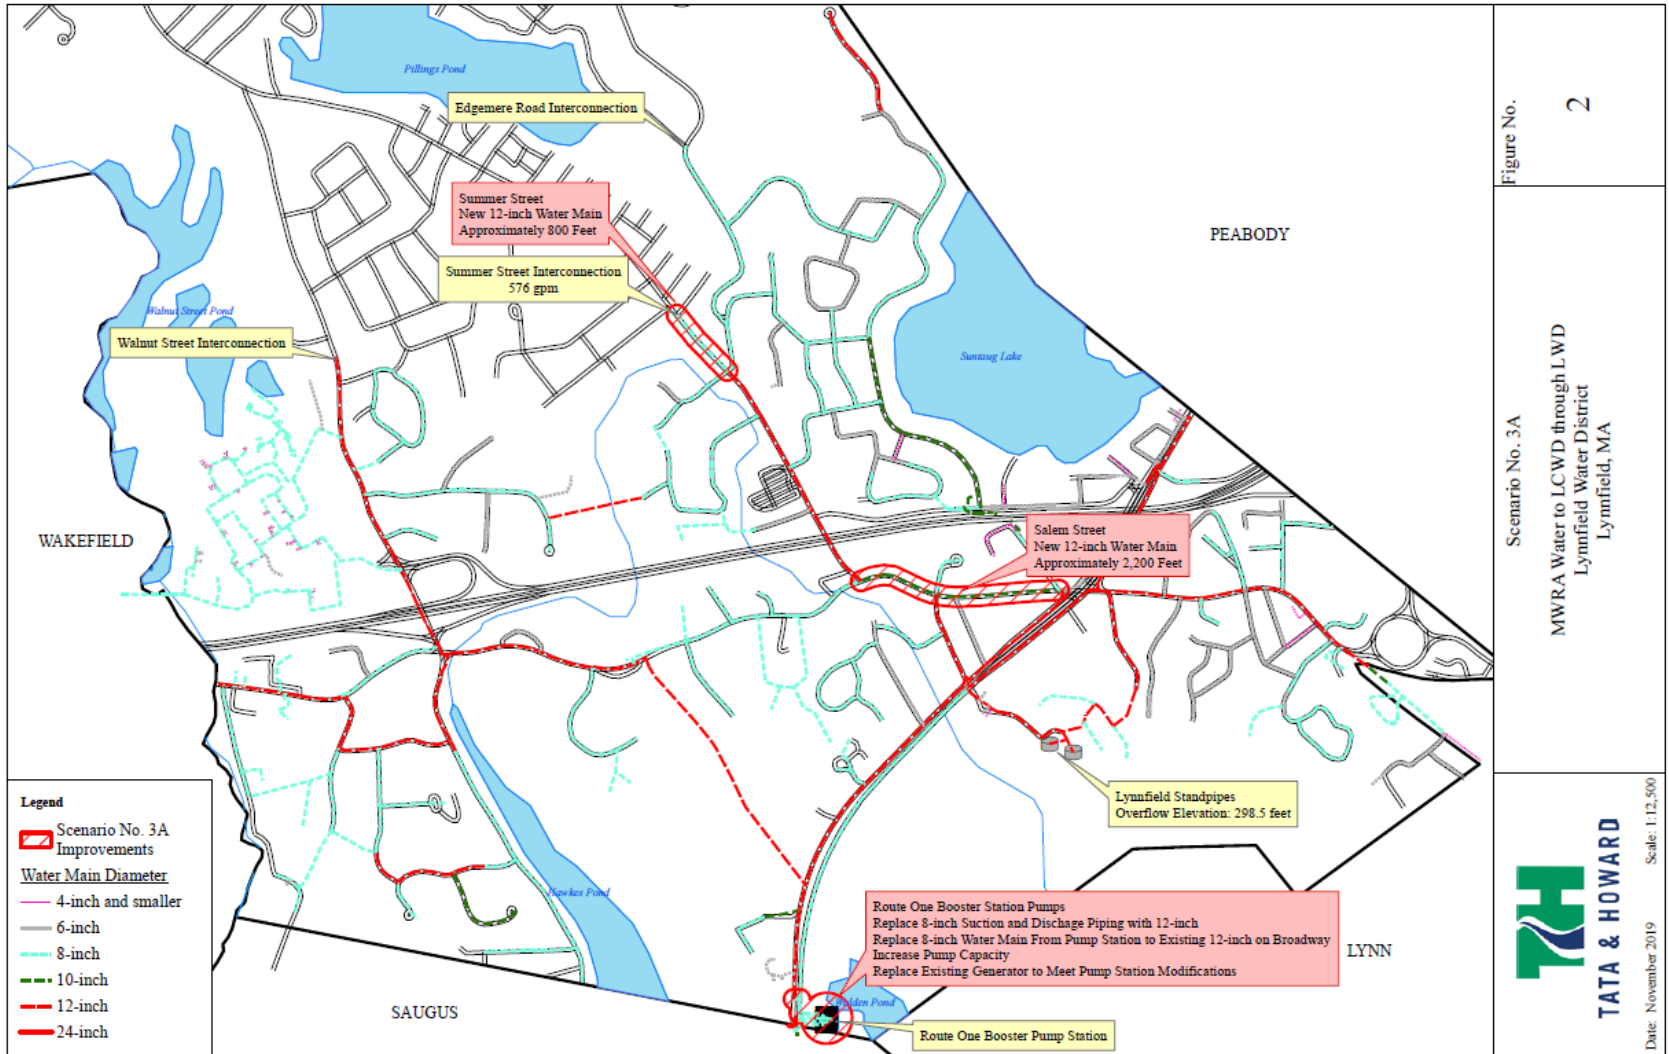 Pillings Pond
Edgemere Road Interconnection
Summer Street
New 12-inch Water Main
Approximately 800 Feet
Summer Street Interconnection
576 gpm
Walnut Street Pond
Walnut Street Interconnection
PEABODY
Suntaug Lake
WAKEFIELD
Salem Street
New 12-inch Water Main
Approximately 2,200 Feet
Lynnfield Standpipes
Overflow Elevation: 298.5 feet
Hawkes Pond
Route One Booster Station Pumps
Replace 8-inch Suction and Dischage Piping with 12-inch
Replace 8-inch Water Main From Pump Station to Existing 12-inch on Broadway
Increase Pump Capacity
Replace Existing Generator to Meet Pump Station Modifications
LYNN
Walden Pond
Route One Booster Pump Station
SAUGUS
Legend
Scenario No. 3A
Improvements
Water Main Diameter
4-inch and smaller
6-inch
8-inch
10-inch
12-inch
24-inch
Figure No.
2
Scenario No. 3A
MWRA Water to LCWD through LWD
Lynnfield Water District
Lynnfield, MA
TATA & HOWARD
Date: November 2019
Scale: 1:12,500